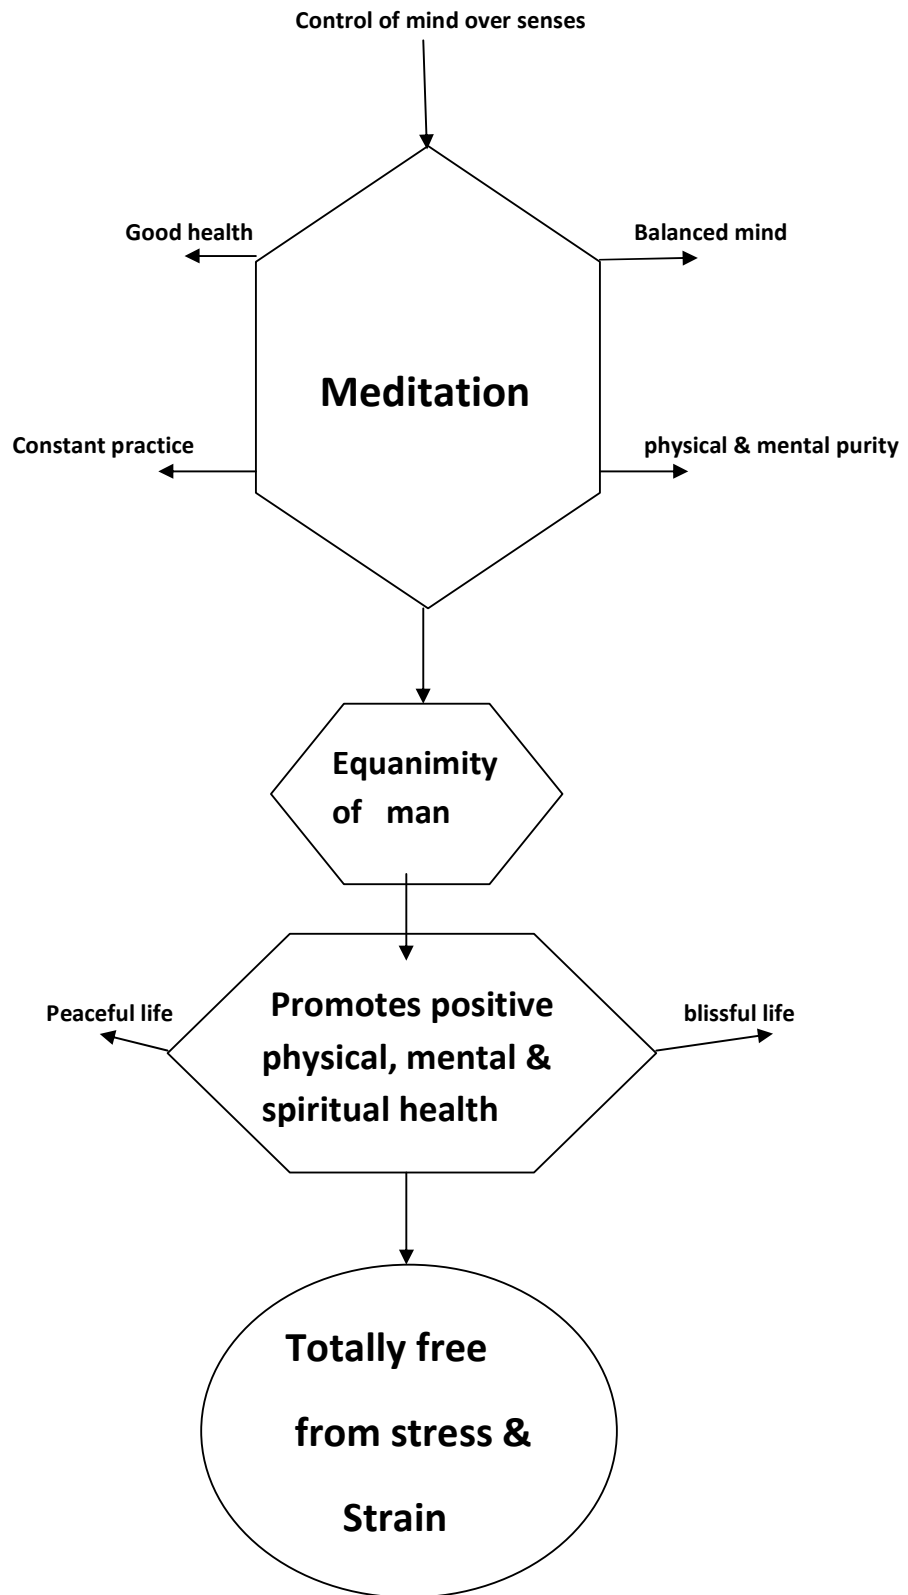 Control of mind over senses
Good health
Balanced mind
Meditation
Constant practice
physical & mental purity
Equanimity
of man
Peaceful life
blissful life
Promotes positive
physical, mental &
spiritual health
Totally free
from stress &
Strain